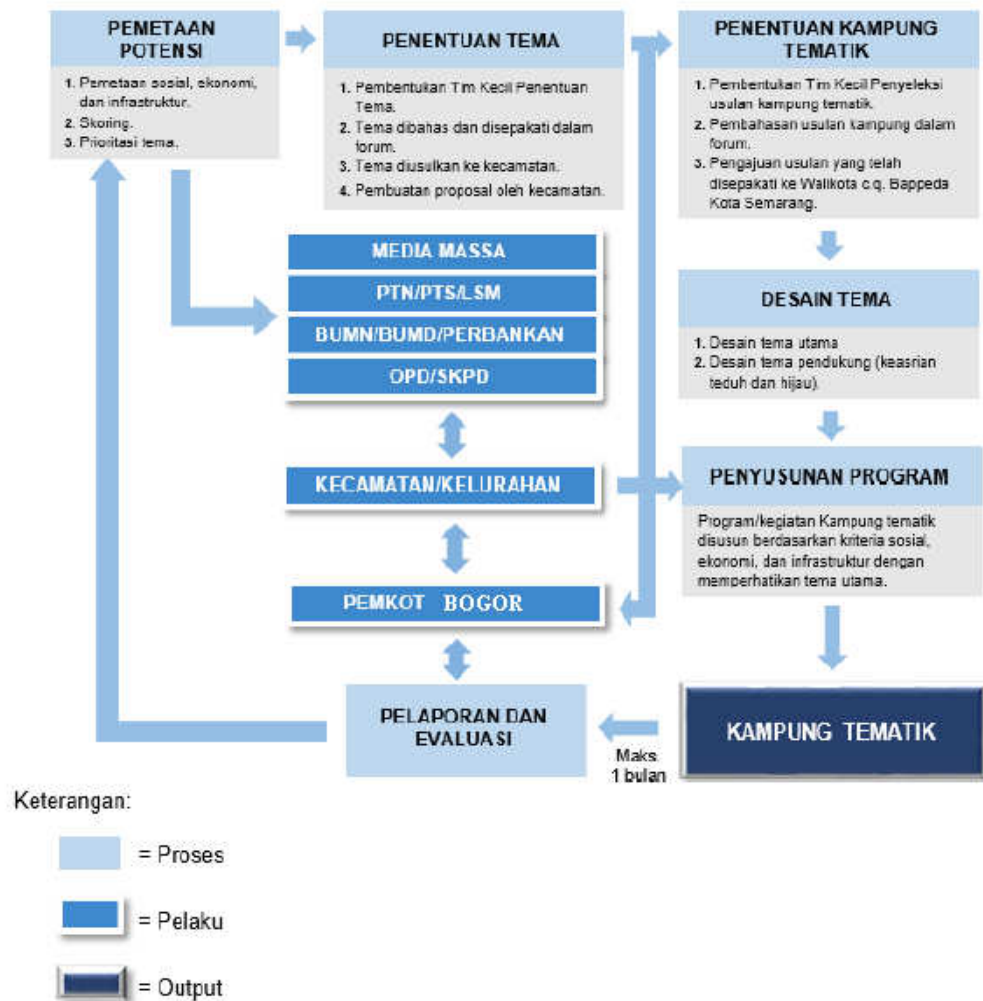 PEMETAAN
POTENSI
1. Pemetaan sosial, ekonomi,
dan infrastruktur.
2. Skoring.
3. Prioritasi tema.
PENENTUAN TEMA
1. Pembentukan Tim Kecil Penentuan
Tema.
2. Tema dibahas dan disepakati dalam
forum.
3. Tema diusulkan ke kecamatan.
4. Pembuatan proposal oleh kecamatan.
PENENTUAN KAMPUNG
TEMATIK
1. Pembentukan Tim Kecil Penyeleksi
usulan kampung tematik.
2. Pembahasan usulan kampung dalam
forum.
3. Pengajuan usulan yang telah
disepakati ke Walikota c.q. Bappeda
Kota Semarang.
MEDIA MASSA
PTN/PTS/LSM
BUMN/BUMD/PERBANKAN
OPD/SKPD
DESAIN TEMA
1. Desain tema utama
2. Desain tema pendukung (keasrian
teduh dan hijau).
KECAMATAN/KELURAHAN
PENYUSUNAN PROGRAM
Program/kegiatan Kampung tematik
disusun berdasarkan kriteria sosial,
ekonomi, dan infrastruktur dengan
memperhatikan tema utama.
PEMKOT BOGOR
PELAPORAN DAN
EVALUASI
Maks.
1 bulan
KAMPUNG TEMATIK
Keterangan:
= Proses
= Pelaku
= Output